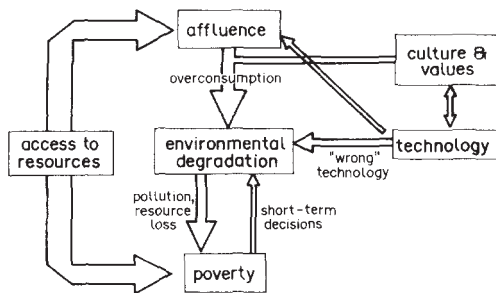 affluence
culture &
values
overconsumption
access to
resources
environmental
degradation
technology
"wrong"
technology
pollution,
resource
loss
short-term
decisions
poverty